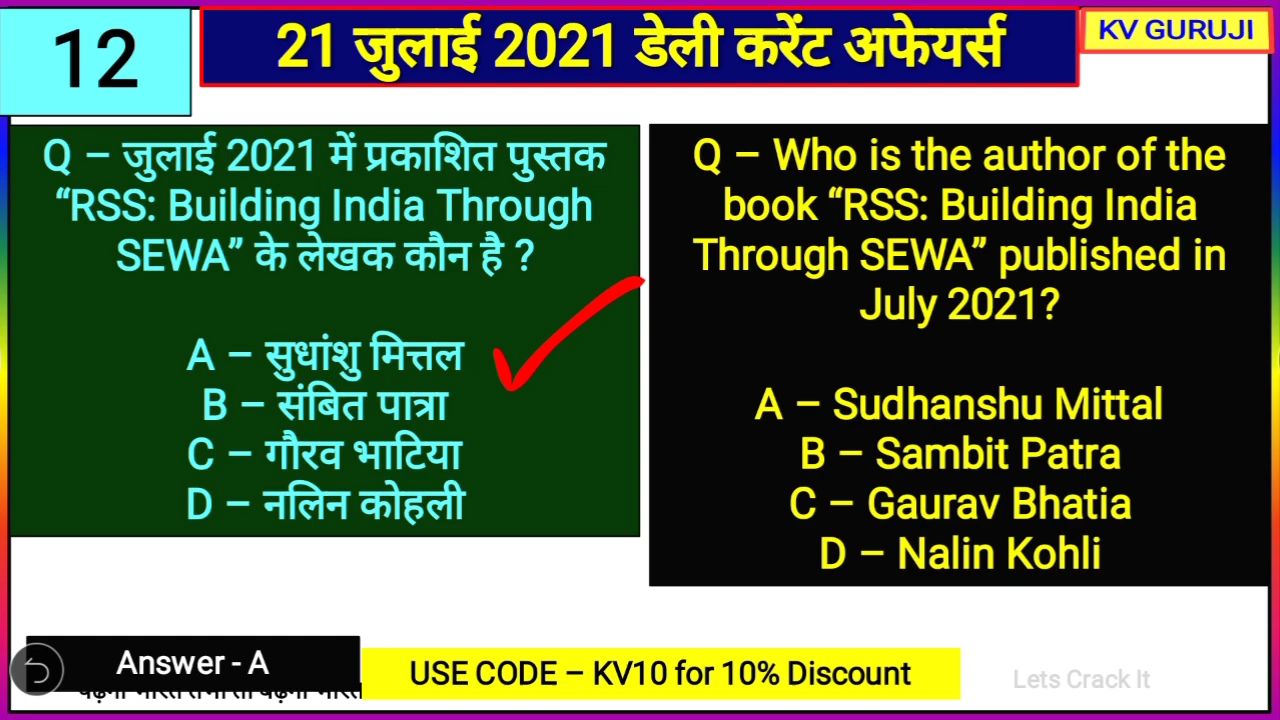 12
21 जुलाई 2021 डेली करेंट अफेयर्स
KV GURUJI
Q – जुलाई 2021 में प्रकाशित पुस्तक
“RSS: Building India Through
SEWA” के लेखक कौन है ?
A – सुधांशु मित्तल
B – संबित पात्रा
C – गौरव भाटिया
D – नलिन कोहली
Q – Who is the author of the
book “RSS: Building India
Through SEWA” published in
July 2021?
A – Sudhanshu Mittal
B – Sambit Patra
C – Gaurav Bhatia
D – Nalin Kohli
Answer - A
USE CODE – KV10 for 10% Discount
Lets Crack It